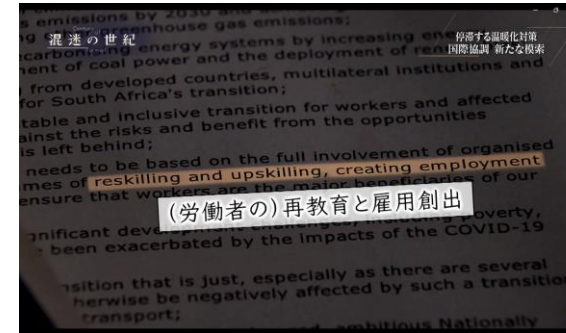 s emissions by 2030 and
greenhouse gas emissions;
混迷の世紀
停滞する温暖化対策
国際協調 新たな模索
energy systems by increasing
ment of coal power and the deployment of
from developed countries, multilateral institutions and
for South Africa's transition;
table and inclusive transition for workers and affected
ainst the risks and benefit from the opportunities
is left behind;
needs to be based on the full involvement of organised
mes of reskilling and upskilling, creating employment
ensure that workers are the major beneficiaries of our
(労働者の)再教育と雇用創出
gnificant poverty,
been exacerbated by the impacts of the COVID-19
nsition that is just, especially as there are several
herwise be negatively affected by such a transitio
transport;
ambitious Nationally